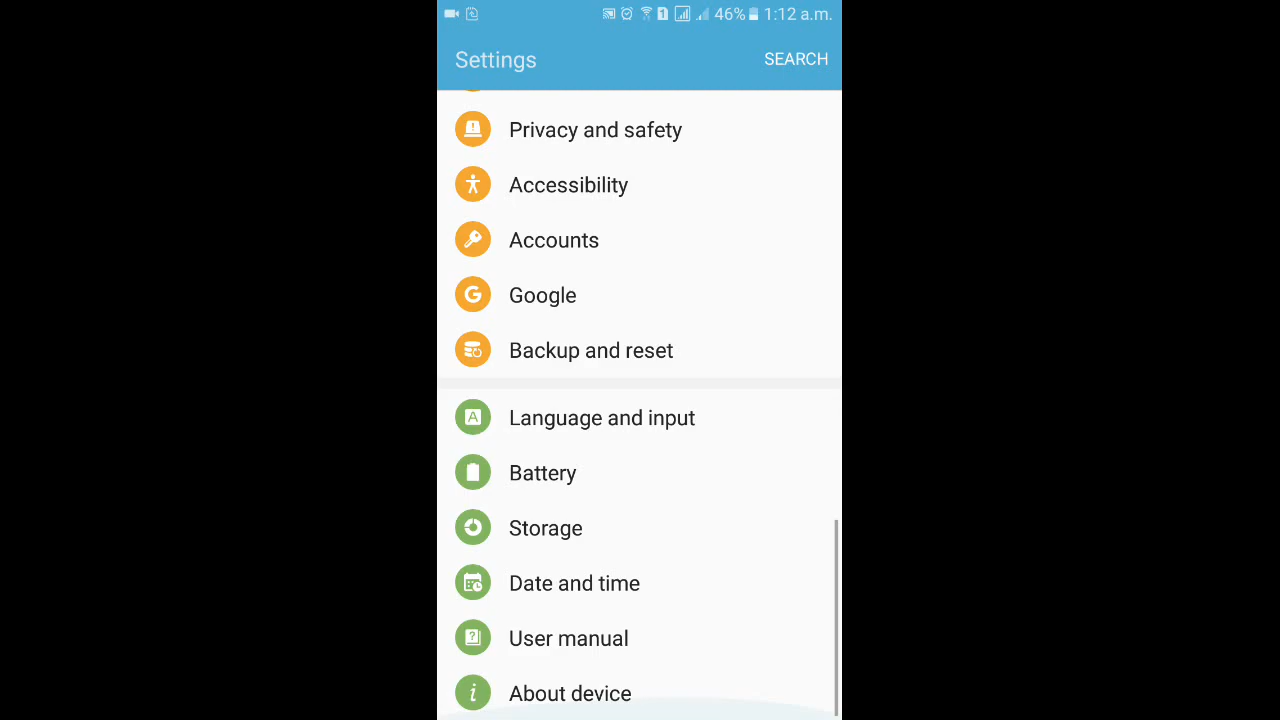 46% 1:12 a.m.
Settings SEARCH
Privacy and safety
Accessibility
Accounts
Google
Backup and reset
Language and input
Battery
Storage
Date and time
User manual
About device